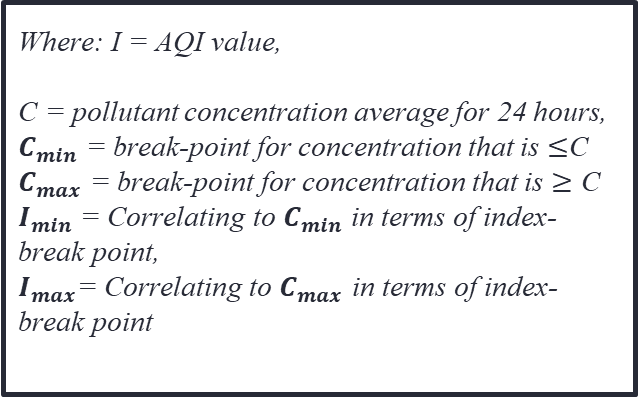 Where: I = AQI value,
C = pollutant concentration average for 24 hours,
Cmin = break-point for concentration that is ≤C
Cmax = break-point for concentration that is ≥ C
Imin = Correlating to Cmin in terms of index-
break point,
Imax= Correlating to Cmax in terms of index-
break point